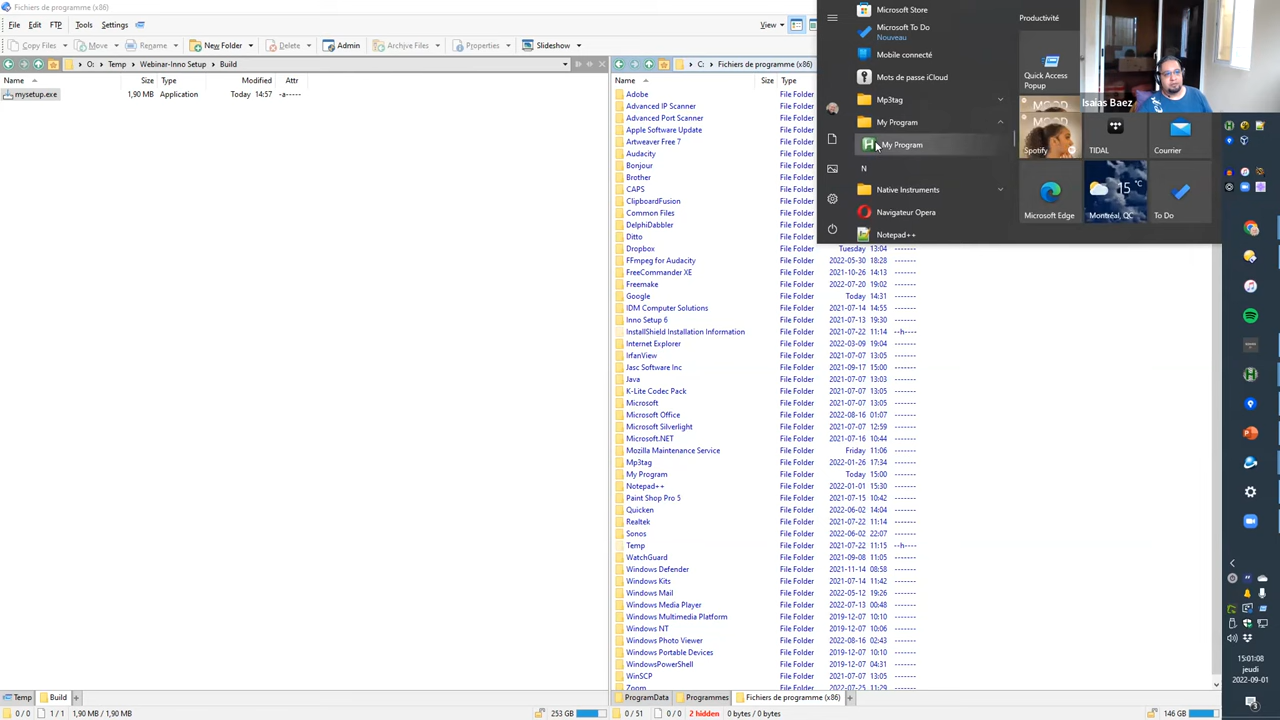 Fichiers de programme (x86)
File Edit FTP Tools Settings View
Copy Files Move Rename New Folder Delete Admin Archive Files Properties Slideshow
O: Temp Webinar-Inno Setup Build
Name Size Type Modified Attr
mysetup.exe 1,90 MB Application Today 14:57 -a-----
C: Fichiers de programme (x86)
Name Size Type
Adobe File Folder
Advanced IP Scanner File Folder
Advanced Port Scanner File Folder
Apple Software Update File Folder
Artweaver Free 7 File Folder
Audacity File Folder
Bonjour File Folder
Brother File Folder
CAPS File Folder
ClipboardFusion File Folder
Common Files File Folder
DelphiDabbler File Folder
Ditto File Folder
Dropbox File Folder Tuesday 13:04 -------
FFmpeg for Audacity File Folder 2022-05-30 18:28 -------
FreeCommander XE File Folder 2021-10-26 14:13 -------
Freemake File Folder 2022-07-20 19:02 -------
Google File Folder Today 14:31 -------
IDM Computer Solutions File Folder 2021-07-14 14:55 -------
Inno Setup 6 File Folder 2021-07-13 19:30 -------
InstallShield Installation Information File Folder 2021-07-22 11:14 --h----
Internet Explorer File Folder 2022-03-09 19:04 -------
IrfanView File Folder 2021-07-07 13:05 -------
Jasc Software Inc File Folder 2021-09-17 15:00 -------
Java File Folder 2021-07-07 13:03 -------
K-Lite Codec Pack File Folder 2021-07-07 13:05 -------
Microsoft File Folder 2021-07-07 13:05 -------
Microsoft Office File Folder 2022-08-16 01:07 -------
Microsoft Silverlight File Folder 2021-07-07 12:59 -------
Microsoft.NET File Folder 2021-07-16 10:44 -------
Mozilla Maintenance Service File Folder Friday 11:06 -------
Mp3tag File Folder 2022-01-26 17:34 -------
My Program File Folder Today 15:00 -------
Notepad++ File Folder 2022-01-01 15:30 -------
Paint Shop Pro 5 File Folder 2021-07-15 10:42 -------
Quicken File Folder 2022-06-02 14:04 -------
Realtek File Folder 2021-07-22 11:14 -------
Sonos File Folder 2022-06-02 22:07 -------
Temp File Folder 2021-07-22 11:15 --h----
WatchGuard File Folder 2021-09-08 11:05 -------
Windows Defender File Folder 2021-11-14 08:58 -------
Windows Kits File Folder 2021-07-14 11:42 -------
Windows Mail File Folder 2022-05-12 19:26 -------
Windows Media Player File Folder 2022-07-13 00:48 -------
Windows Multimedia Platform File Folder 2019-12-07 10:10 -------
Windows NT File Folder 2019-12-07 10:06 -------
Windows Photo Viewer File Folder 2022-08-16 02:43 -------
Windows Portable Devices File Folder 2019-12-07 10:10 -------
WindowsPowerShell File Folder 2019-12-07 04:31 -------
WinSCP File Folder 2021-07-07 13:05 -------
Zoom File Folder 2022-07-25 11:29 -------
Microsoft Store
Microsoft To Do
Nouveau
Mobile connecté
Mots de passe iCloud
Mp3tag
My Program
My Program
N
Native Instruments
Navigateur Opera
Notepad++
Productivité
Quick Access
Popup
Isaias Baez
MOOD
Spotify TIDAL Courrier
15 °C
Microsoft Edge Montréal, QC To Do
Temp Build
ProgramData Programmes Fichiers de programme (x86)
0 / 0 1 / 1 1,90 MB / 1,90 MB
0 / 51 0 / 0 2 hidden 0 bytes / 0 bytes 146 GB
15:01:08
jeudi
2022-09-01
3